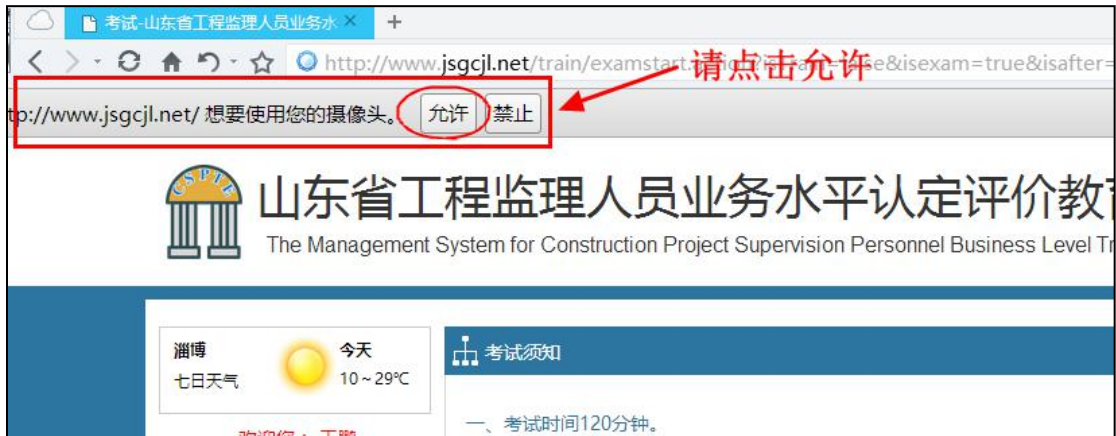 考试-山东省工程监理人员业务水
http://www.jsgcjl.net/train/examstart.
se&isexam=true&isafter=
请点击允许
tp://www.jsgcjl.net/ 想要使用您的摄像头。 允许 禁止
CSPTE
山东省工程监理人员业务水平认定评价教
The Management System for Construction Project Supervision Personnel Business Level Tr
淄博 今天
七日天气 10~29℃
考试须知
一、考试时间120分钟。